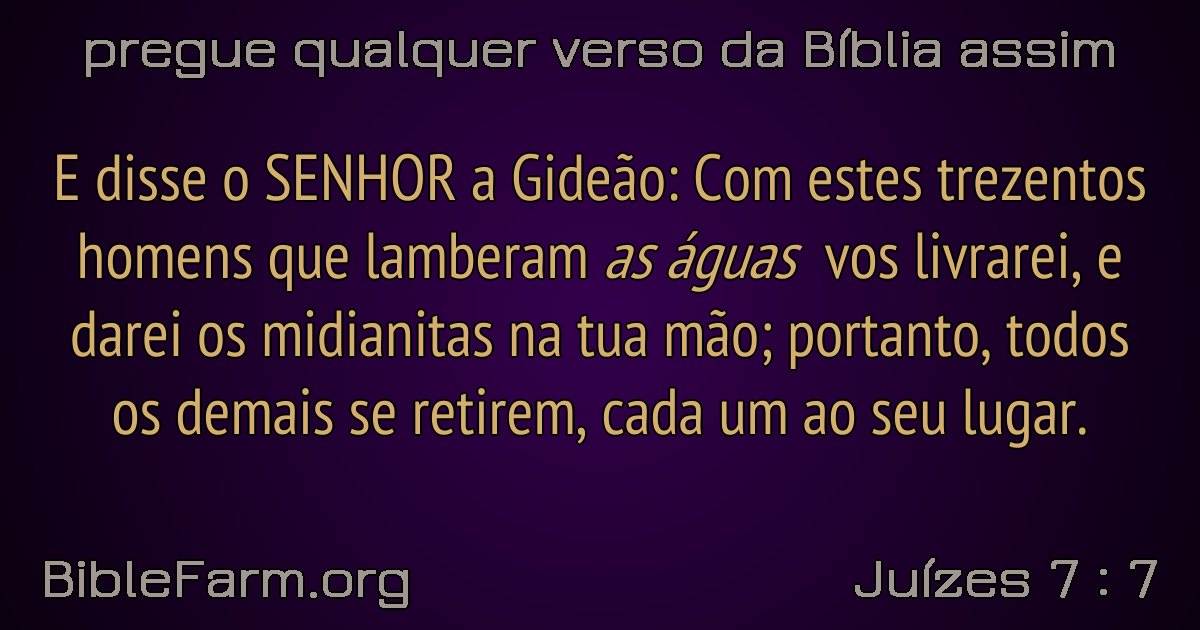 pregue qualquer verso da Bíblia assim
E disse o SENHOR a Gideão: Com estes trezentos
homens que lamberam as águas vos livrarei, e
darei os midianitas na tua mão; portanto, todos
os demais se retirem, cada um ao seu lugar.
BibleFarm.org
Juízes 7 : 7